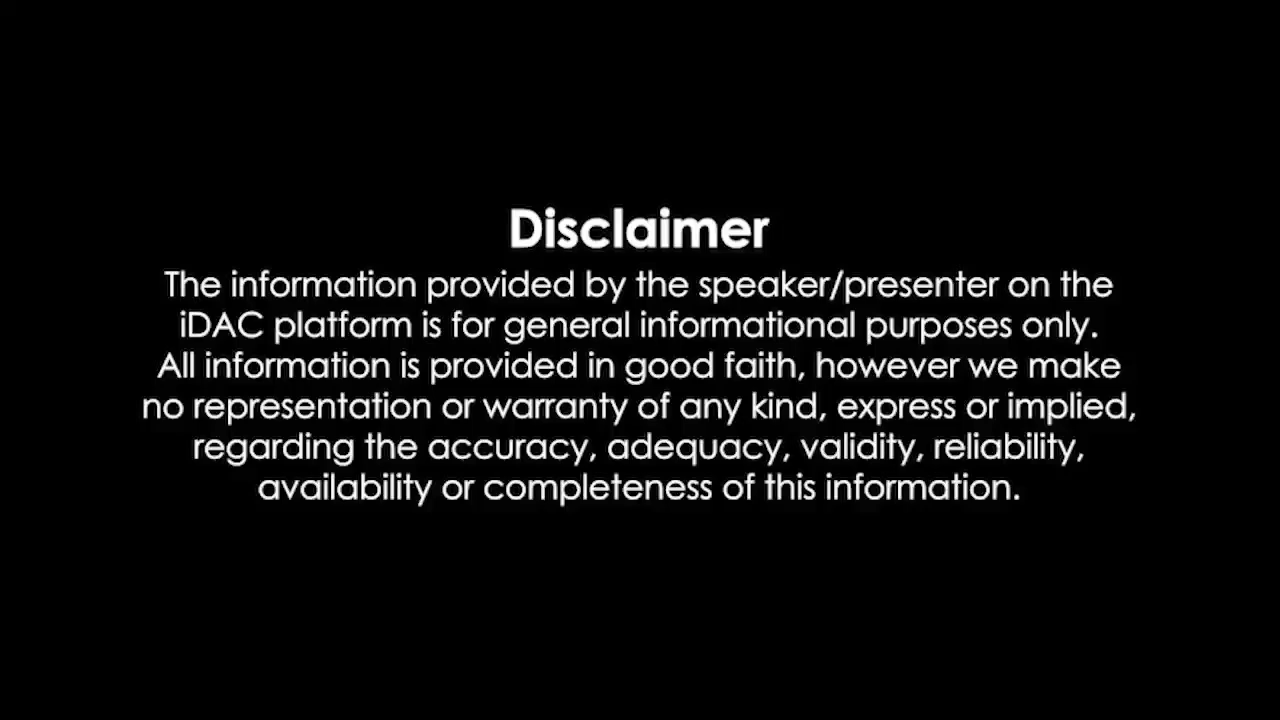 Disclaimer
The information provided by the speaker/presenter on the
iDAC platform is for general informational purposes only.
All information is provided in good faith, however we make
no representation or warranty of any kind, express or implied,
regarding the accuracy, adequacy, validity, reliability,
availability or completeness of this information.